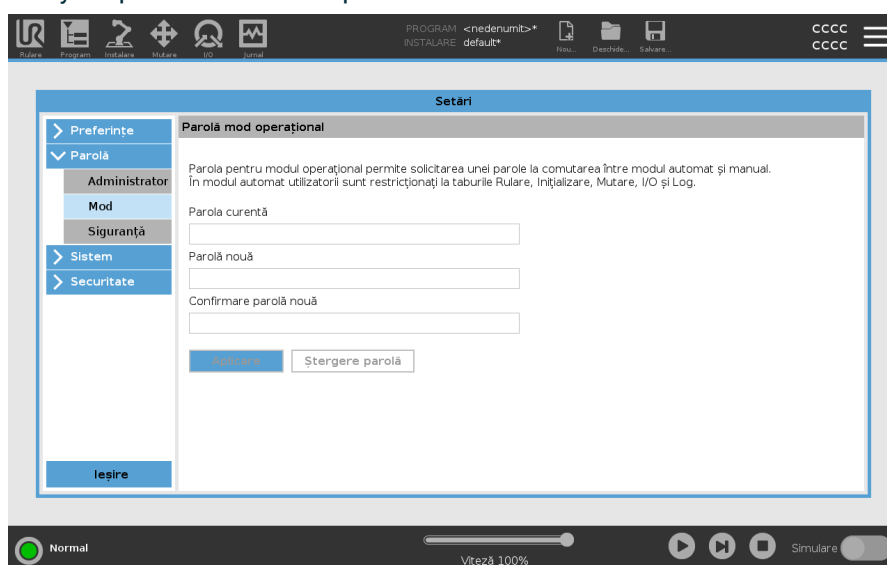 PROGRAM <nedenumit>*
INSTALARE default*
CCCC
CCCC
Rulare Program Instalare Mutare I/O Jurnal Nou... Deschide... Salvare...
Setări
Preferințe
Parolă
Administrator
Mod
Siguranță
Sistem
Securitate
Ieșire
Parolă mod operațional
Parola pentru modul operațional permite solicitarea unei parole la comutarea între modul automat și manual.
În modul automat utilizatorii sunt restricționați la taburile Rulare, Inițializare, Mutare, I/O și Log.
Parola curentă
Parolă nouă
Confirmare parolă nouă
Aplicare Ștergere parolă
Normal
Viteză 100%
Simulare